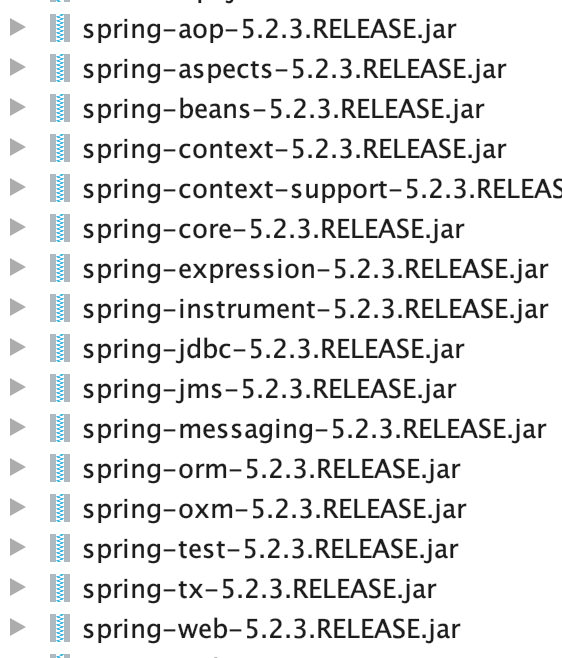 spring-aop-5.2.3.RELEASE.jar
spring-aspects-5.2.3.RELEASE.jar
spring-beans-5.2.3.RELEASE.jar
spring-context-5.2.3.RELEASE.jar
spring-context-support-5.2.3.RELEAS
spring-core-5.2.3.RELEASE.jar
spring-expression-5.2.3.RELEASE.jar
spring-instrument-5.2.3.RELEASE.jar
spring-jdbc-5.2.3.RELEASE.jar
spring-jms-5.2.3.RELEASE.jar
spring-messaging-5.2.3.RELEASE.jar
spring-orm-5.2.3.RELEASE.jar
spring-oxm-5.2.3.RELEASE.jar
spring-test-5.2.3.RELEASE.jar
spring-tx-5.2.3.RELEASE.jar
spring-web-5.2.3.RELEASE.jar